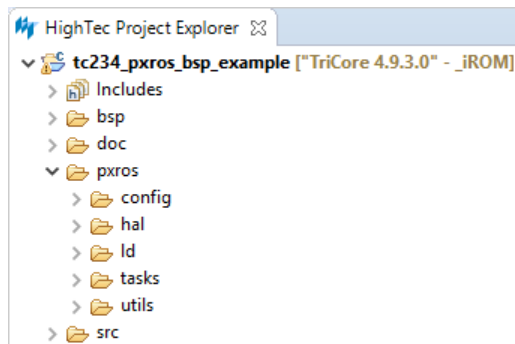 HighTec Project Explorer
tc234_pxros_bsp_example ["TriCore 4.9.3.0" - _iROM]
Includes
bsp
doc
pxros
config
hal
ld
tasks
utils
src